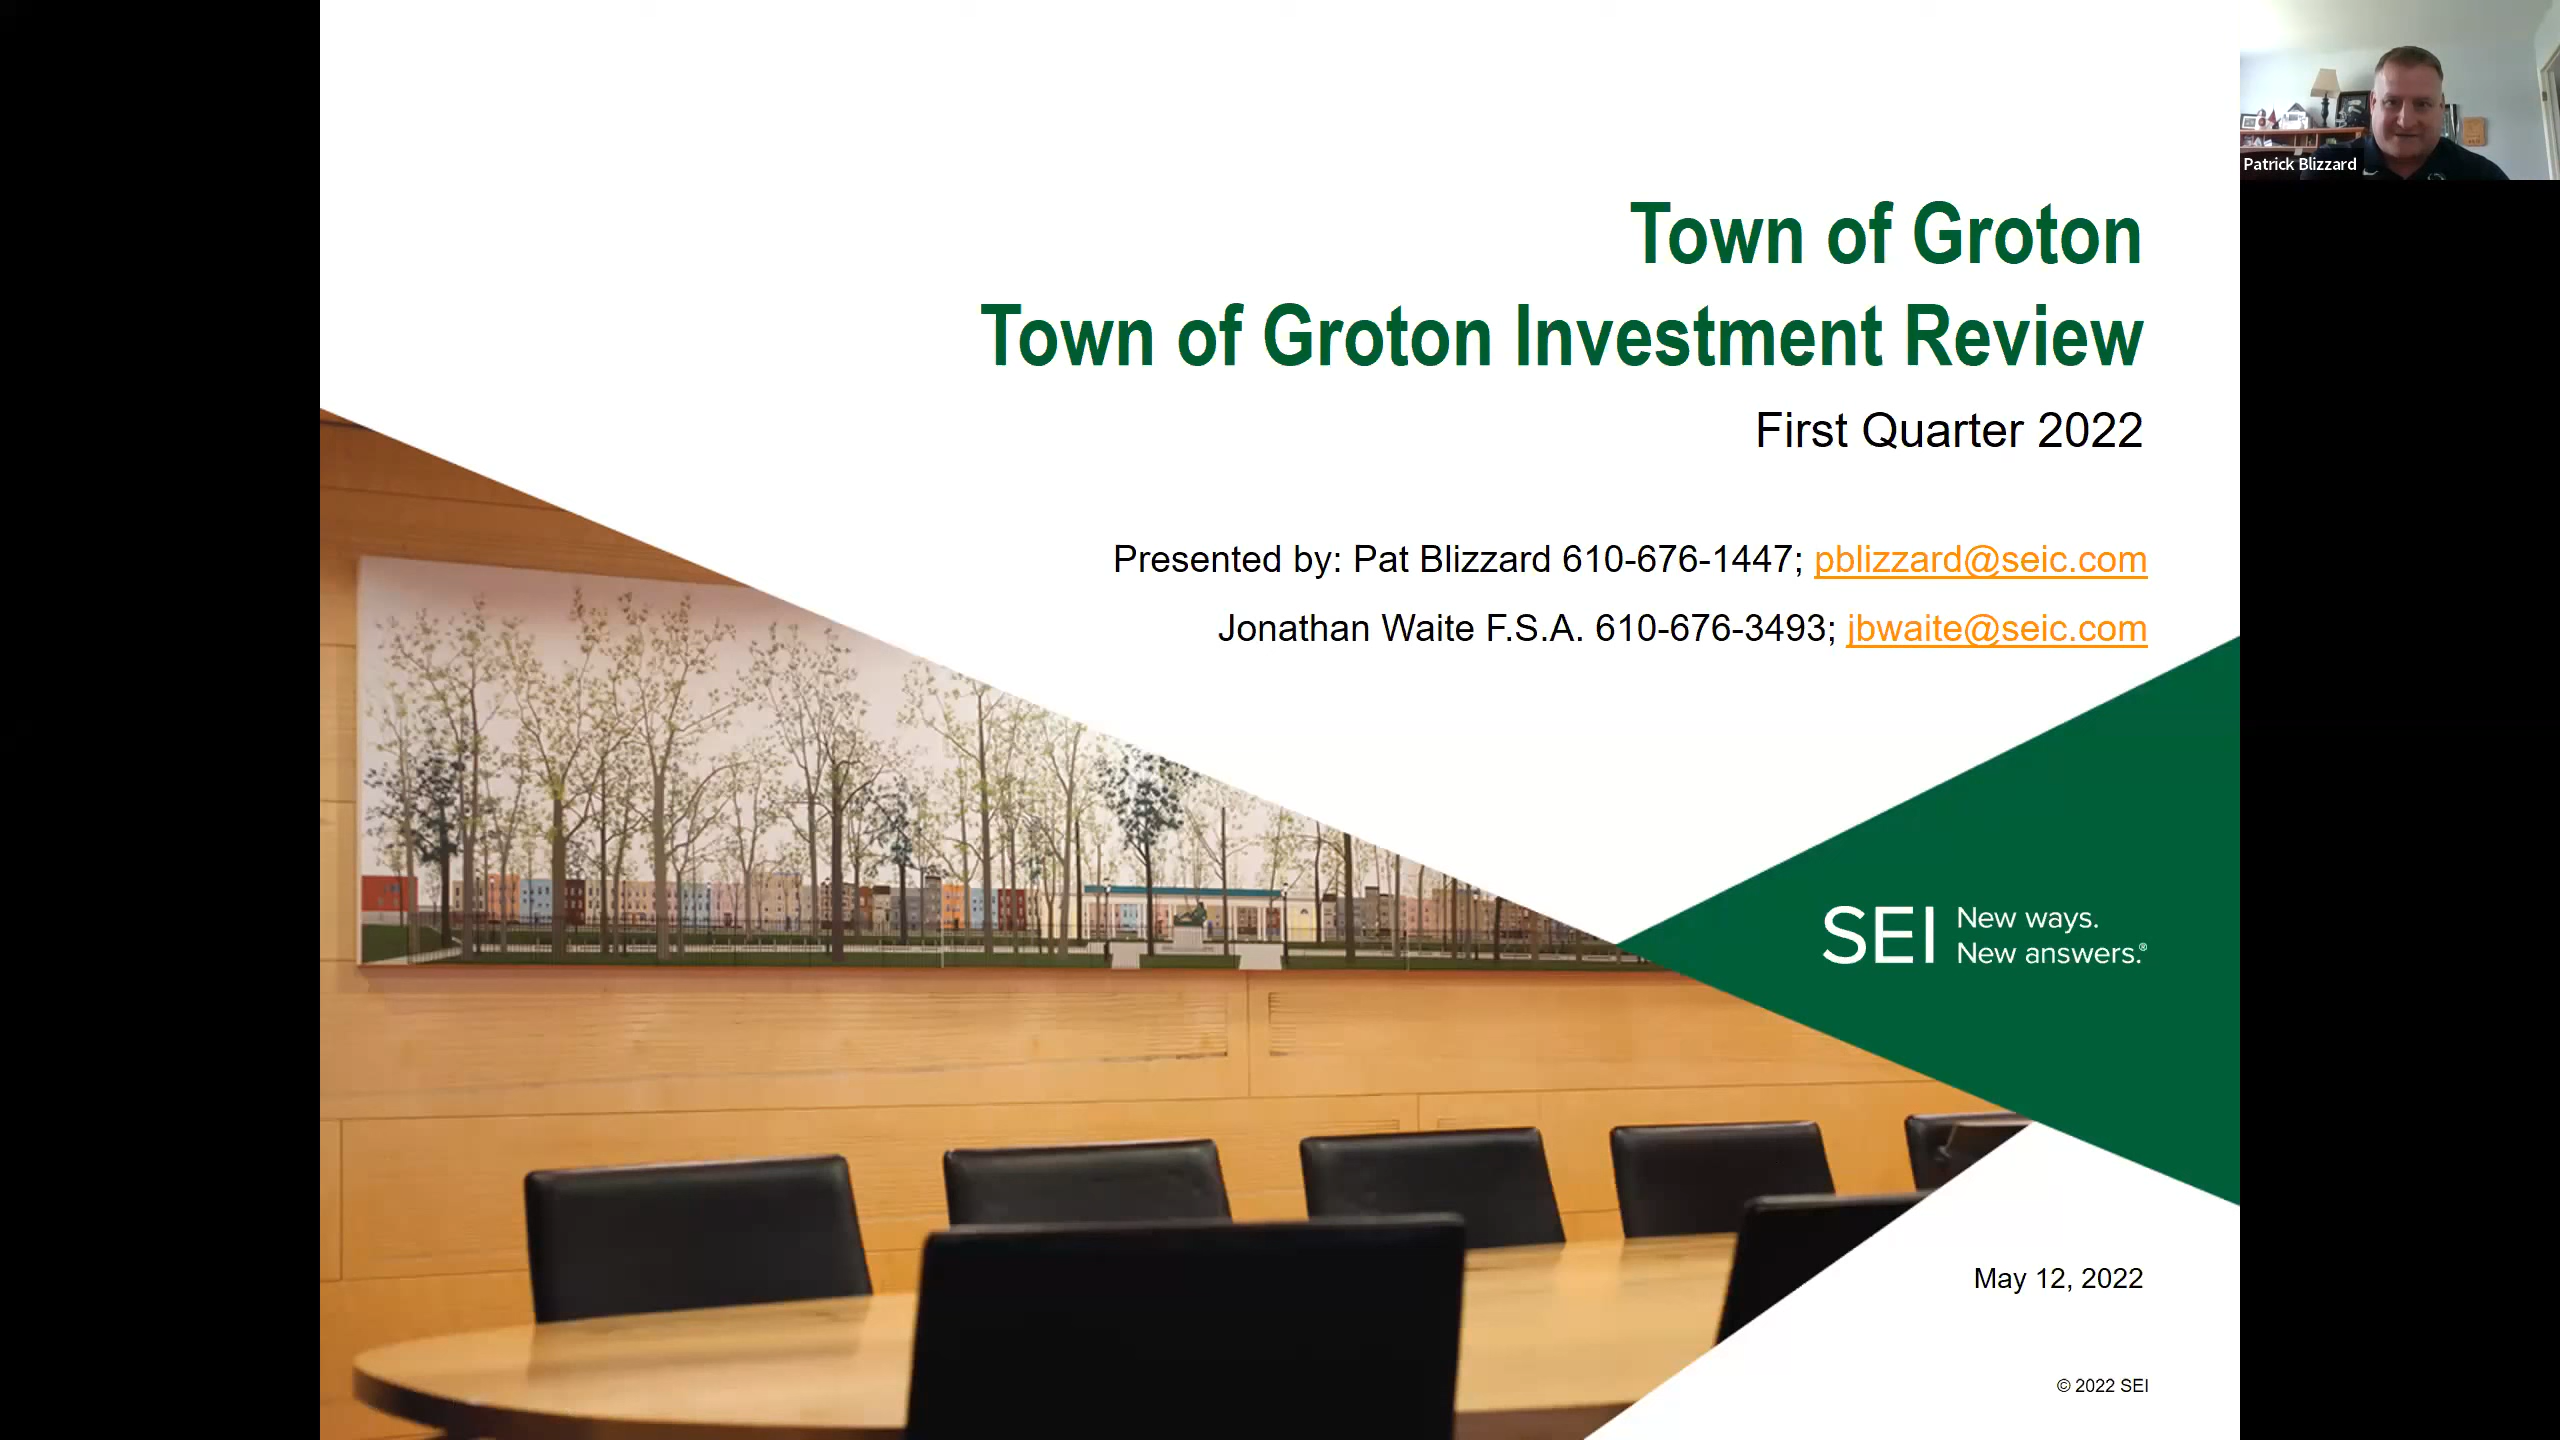 Patrick Blizzard
Town of Groton
Town of Groton Investment Review
First Quarter 2022
Presented by: Pat Blizzard 610-676-1447; pblizzard@seic.com
Jonathan Waite F.S.A. 610-676-3493; jbwaite@seic.com
SEI New ways.
New answers.®
May 12, 2022
© 2022 SEI